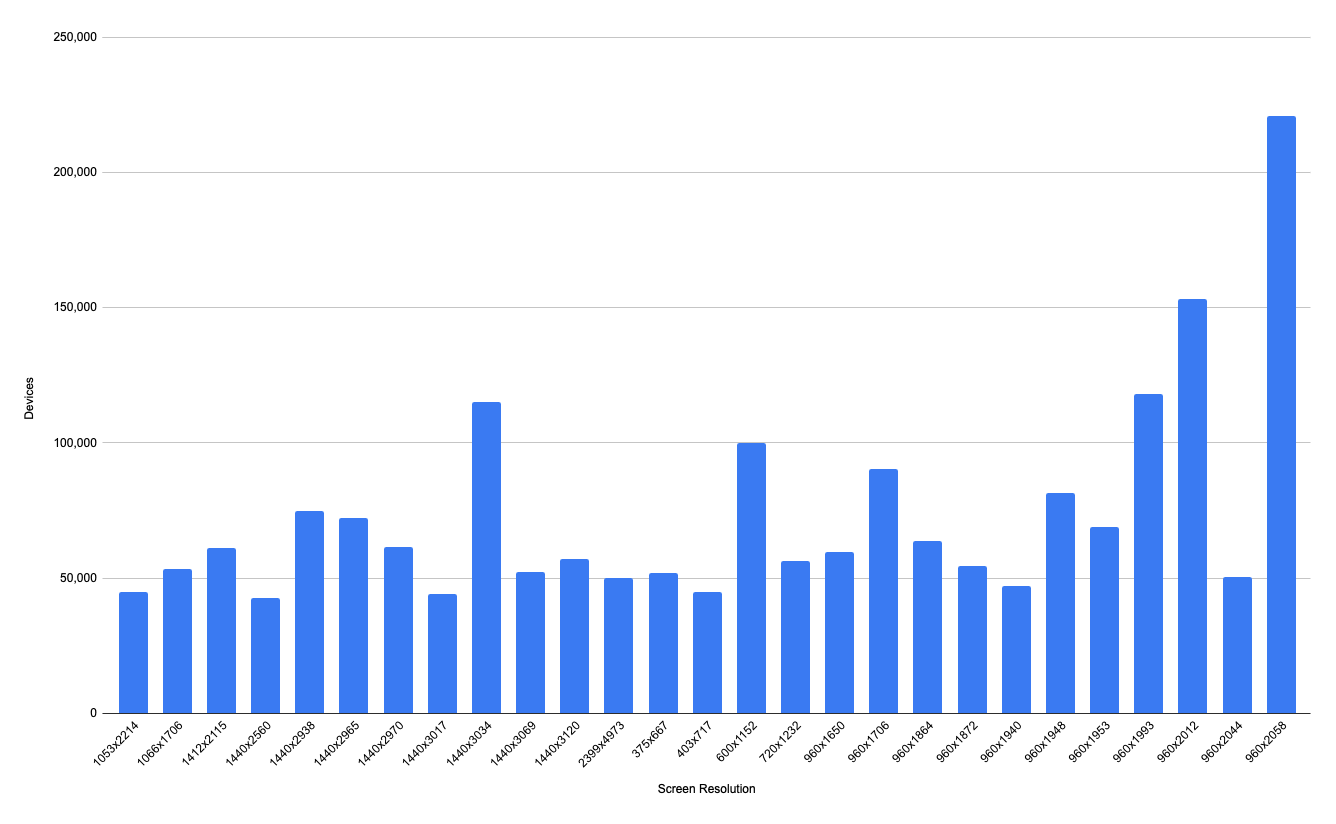 250,000
200,000
150,000
100,000
50,000
0
Devices
1053x2214
1066x1706
1412x2115
1440x2560
1440x2938
1440x2965
1440x2970
1440x3017
1440x3034
1440x3069
1440x3120
2399x4973
375x667
403x717
600x1152
720x1232
960x1650
960x1706
960x1864
960x1872
960x1940
960x1948
960x1953
960x1993
960x2012
960x2044
960x2058
Screen Resolution